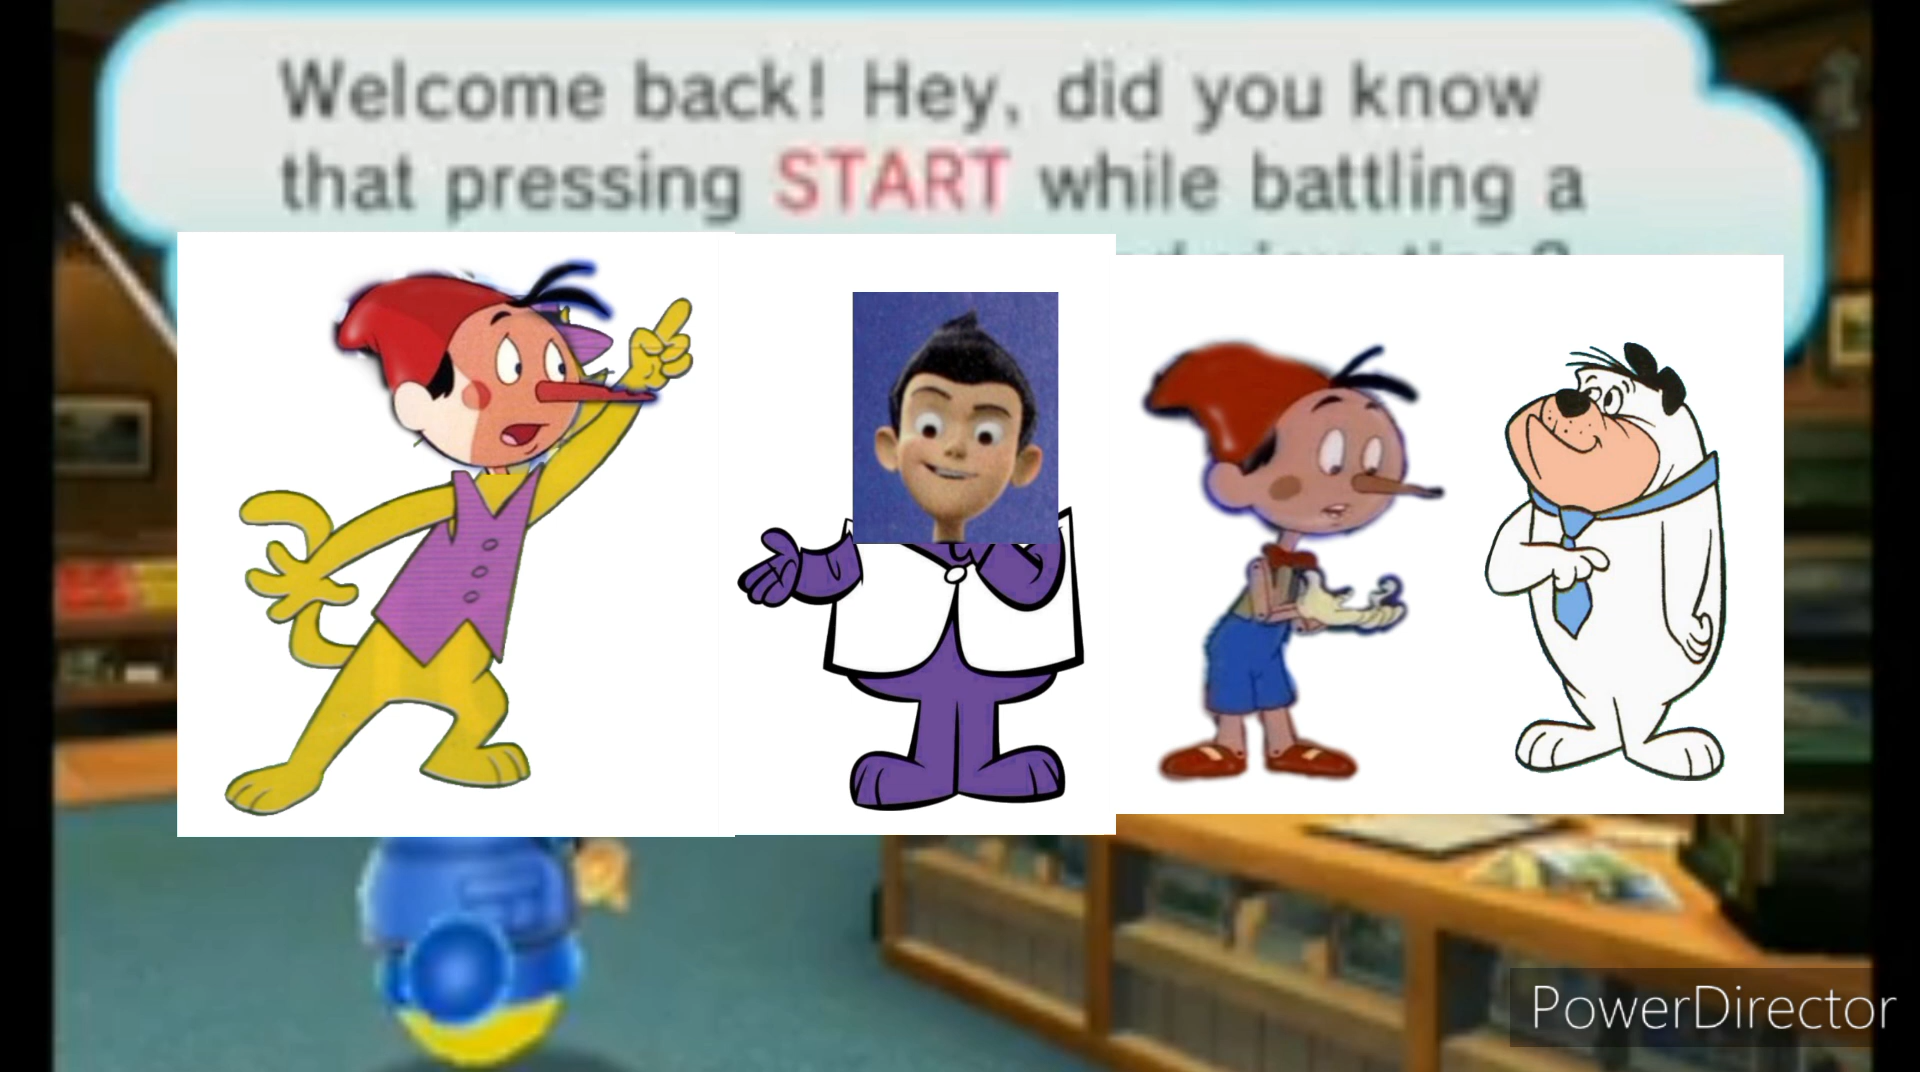 Welcome back! Hey, did you know
that pressing START while battling a
PowerDirector